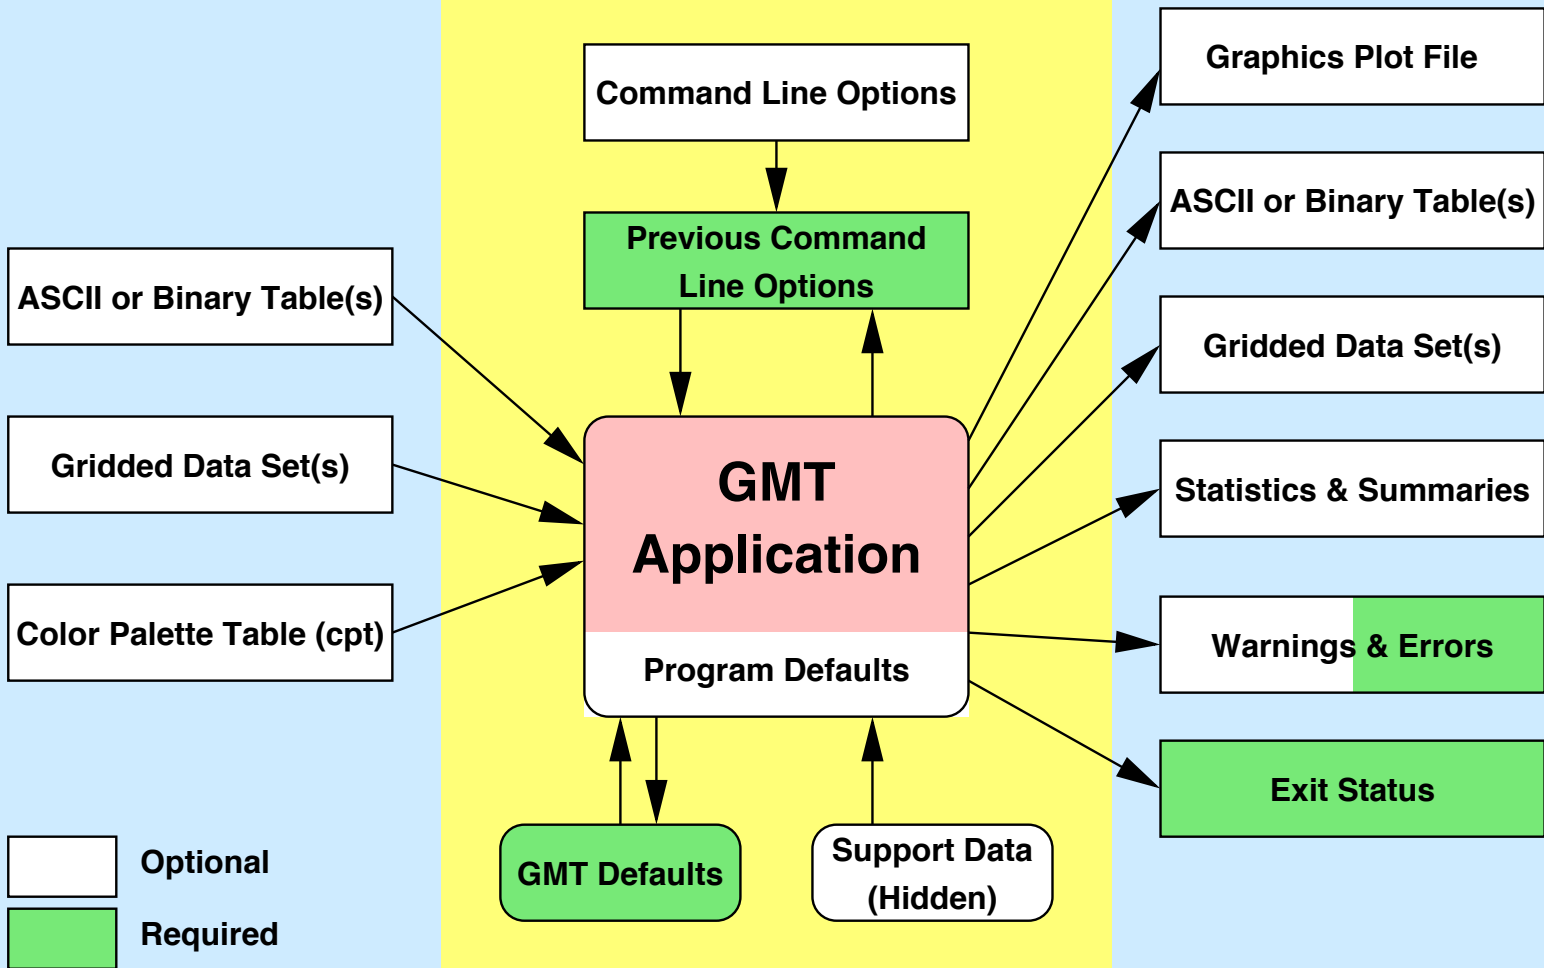 ASCII or Binary Table(s)
Gridded Data Set(s)
Color Palette Table (cpt)
Optional
Required
Command Line Options
Previous Command
Line Options
GMT
Application
Program Defaults
GMT Defaults
Support Data
(Hidden)
Graphics Plot File
ASCII or Binary Table(s)
Gridded Data Set(s)
Statistics & Summaries
Warnings & Errors
Exit Status